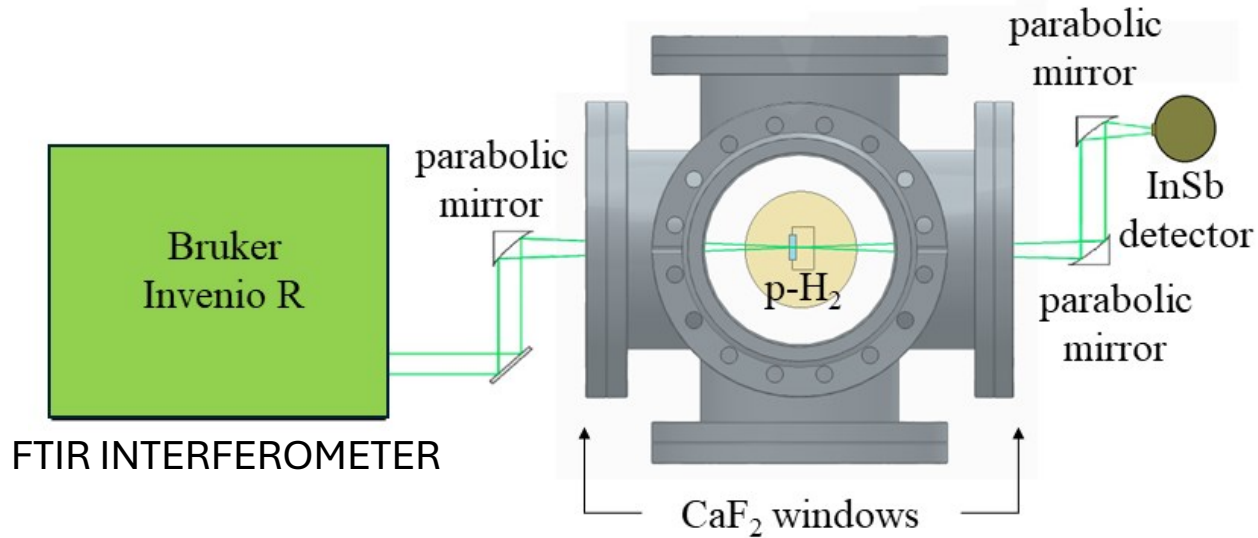 parabolic
mirror
parabolic
mirror
Bruker
Invenio R
InSb
detector
p-H₂
parabolic
mirror
FTIR INTERFEROMETER
CaF₂ windows